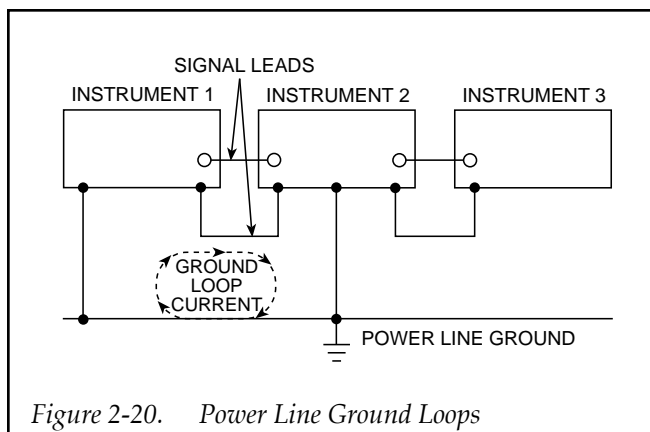 SIGNAL LEADS
INSTRUMENT 1
INSTRUMENT 2
INSTRUMENT 3
GROUND
LOOP
CURRENT
POWER LINE GROUND
Figure 2-20. Power Line Ground Loops